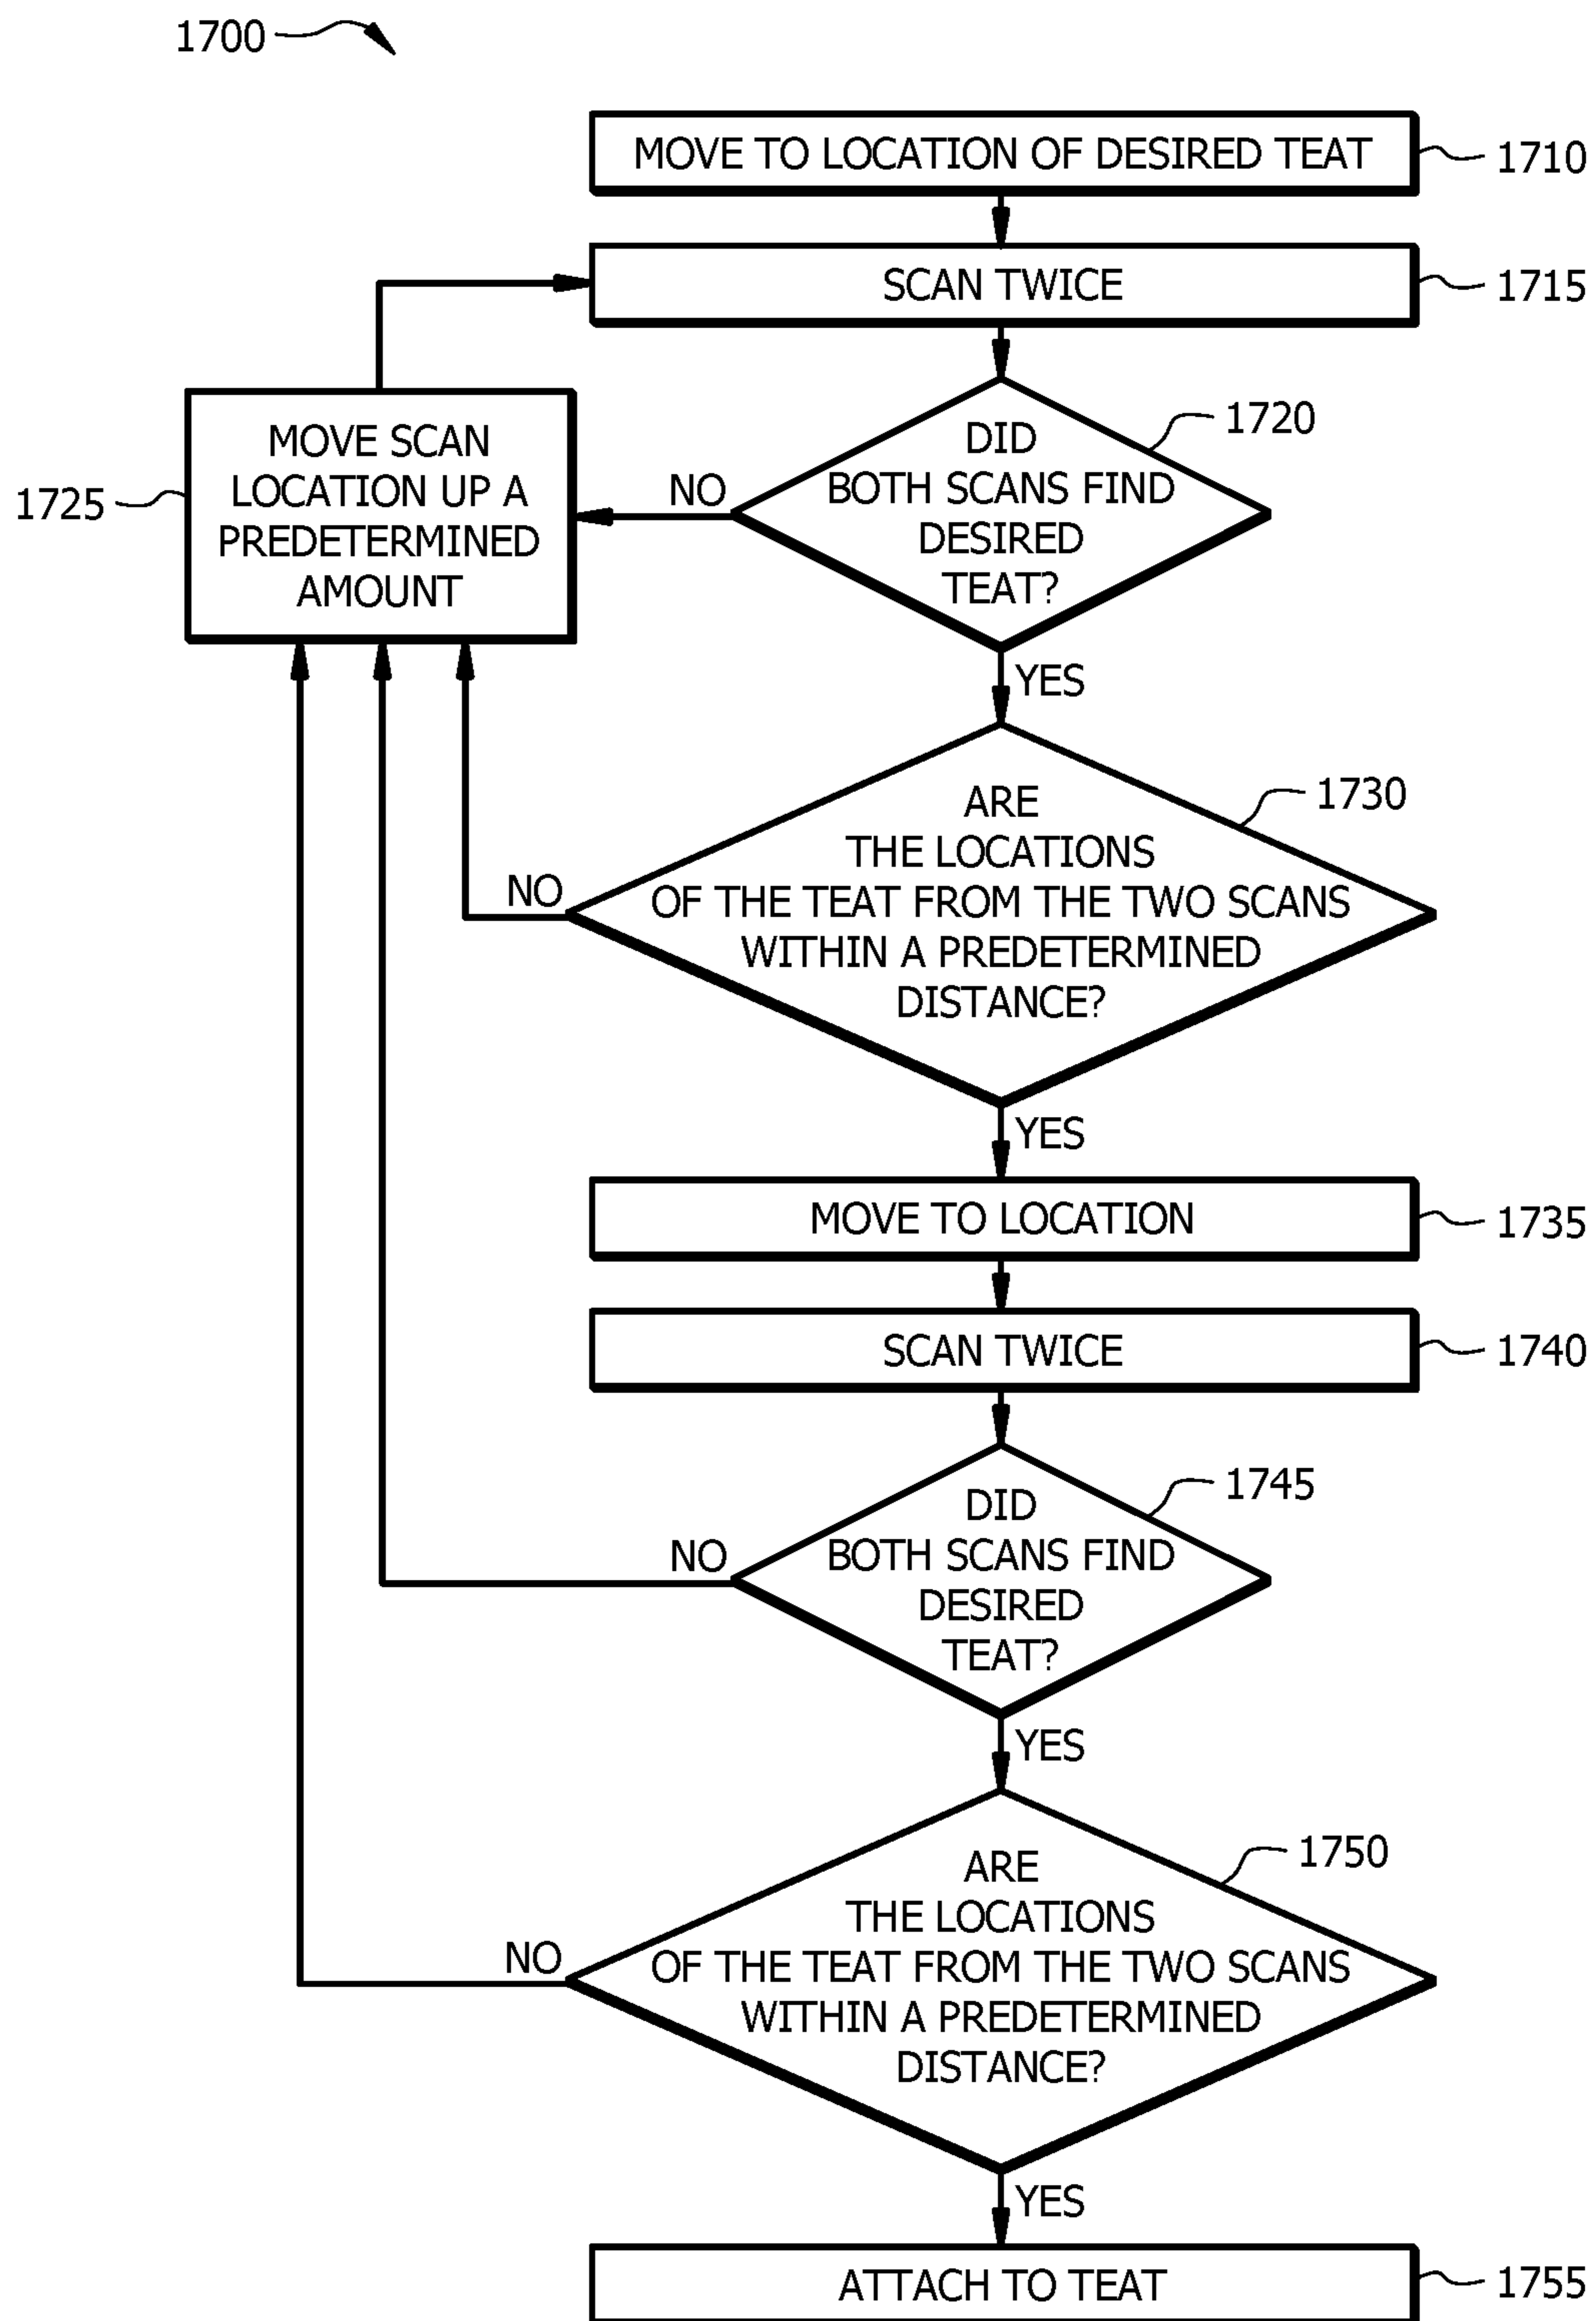 1700
MOVE TO LOCATION OF DESIRED TEAT
1710
SCAN TWICE
1715
DID
BOTH SCANS FIND
DESIRED
TEAT?
1720
NO
MOVE SCAN
LOCATION UP A
PREDETERMINED
AMOUNT
1725
YES
ARE
THE LOCATIONS
OF THE TEAT FROM THE TWO SCANS
WITHIN A PREDETERMINED
DISTANCE?
1730
NO
YES
MOVE TO LOCATION
1735
SCAN TWICE
1740
DID
BOTH SCANS FIND
DESIRED
TEAT?
1745
NO
YES
ARE
THE LOCATIONS
OF THE TEAT FROM THE TWO SCANS
WITHIN A PREDETERMINED
DISTANCE?
1750
NO
YES
ATTACH TO TEAT
1755